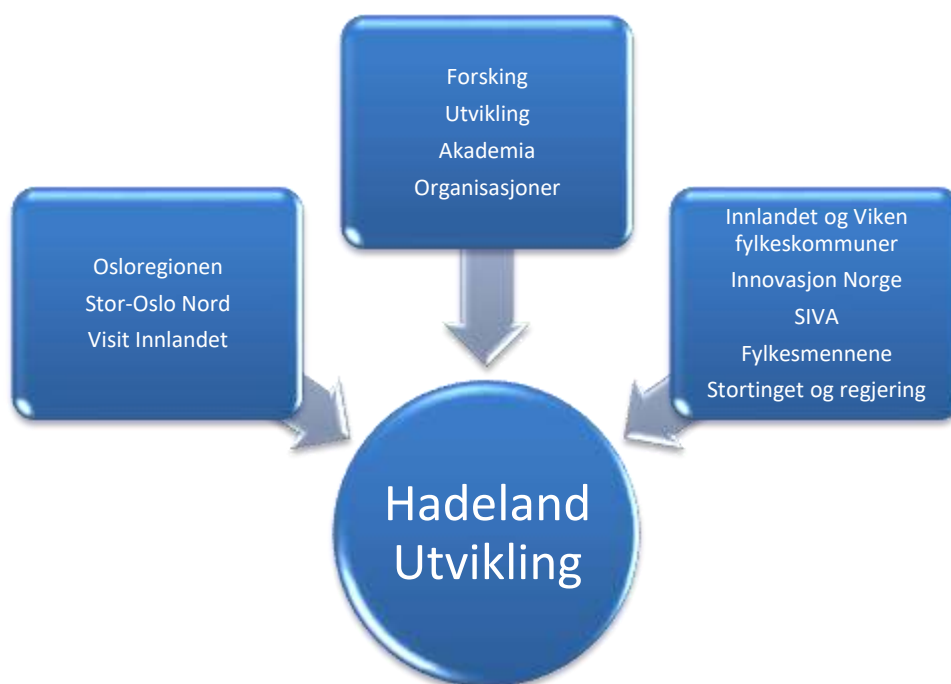 Forsking
Utvikling
Akademia
Organisasjoner
Osloregionen
Stor-Oslo Nord
Visit Innlandet
Innlandet og Viken
fylkeskommuner
Innovasjon Norge
SIVA
Fylkesmennene
Stortinget og regjering
Hadeland
Utvikling